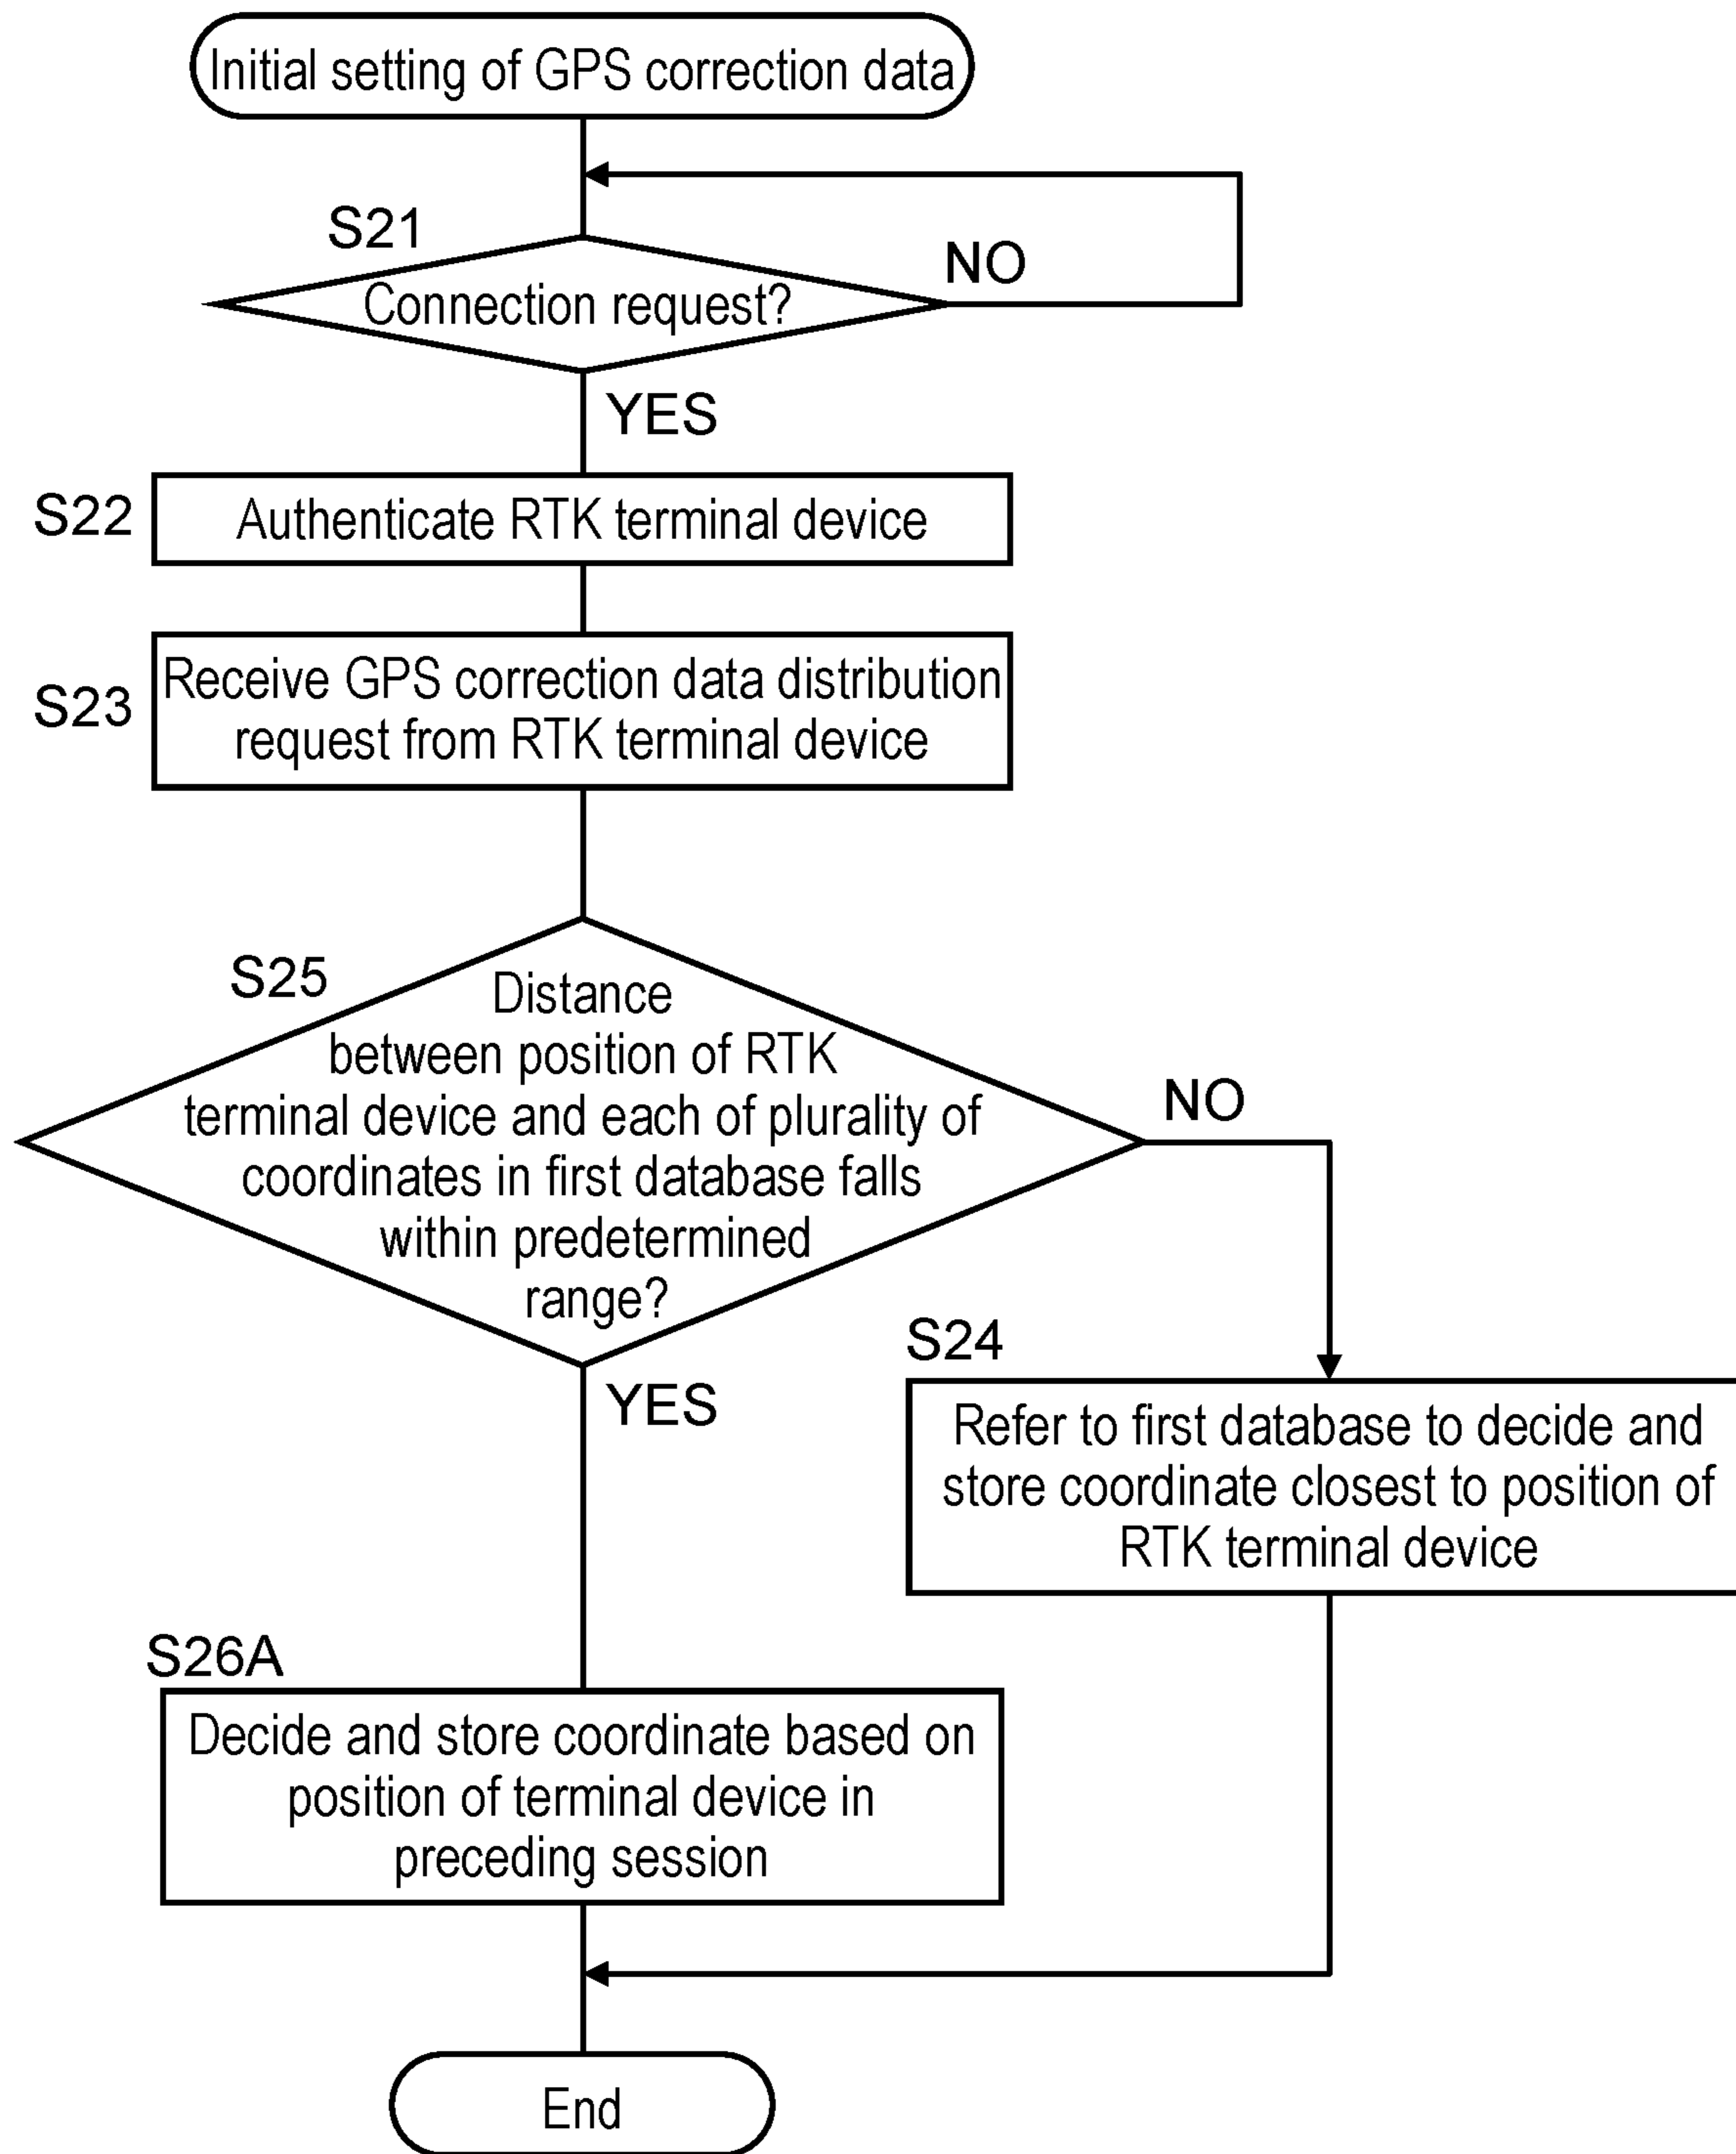 Initial setting of GPS correction data
S21
NO
Connection request?
YES
S22
Authenticate RTK terminal device
S23
Receive GPS correction data distribution
request from RTK terminal device
S25
Distance
between position of RTK
terminal device and each of plurality of
coordinates in first database falls
within predetermined
range?
NO
YES
S24
Refer to first database to decide and
store coordinate closest to position of
RTK terminal device
S26A
Decide and store coordinate based on
position of terminal device in
preceding session
End